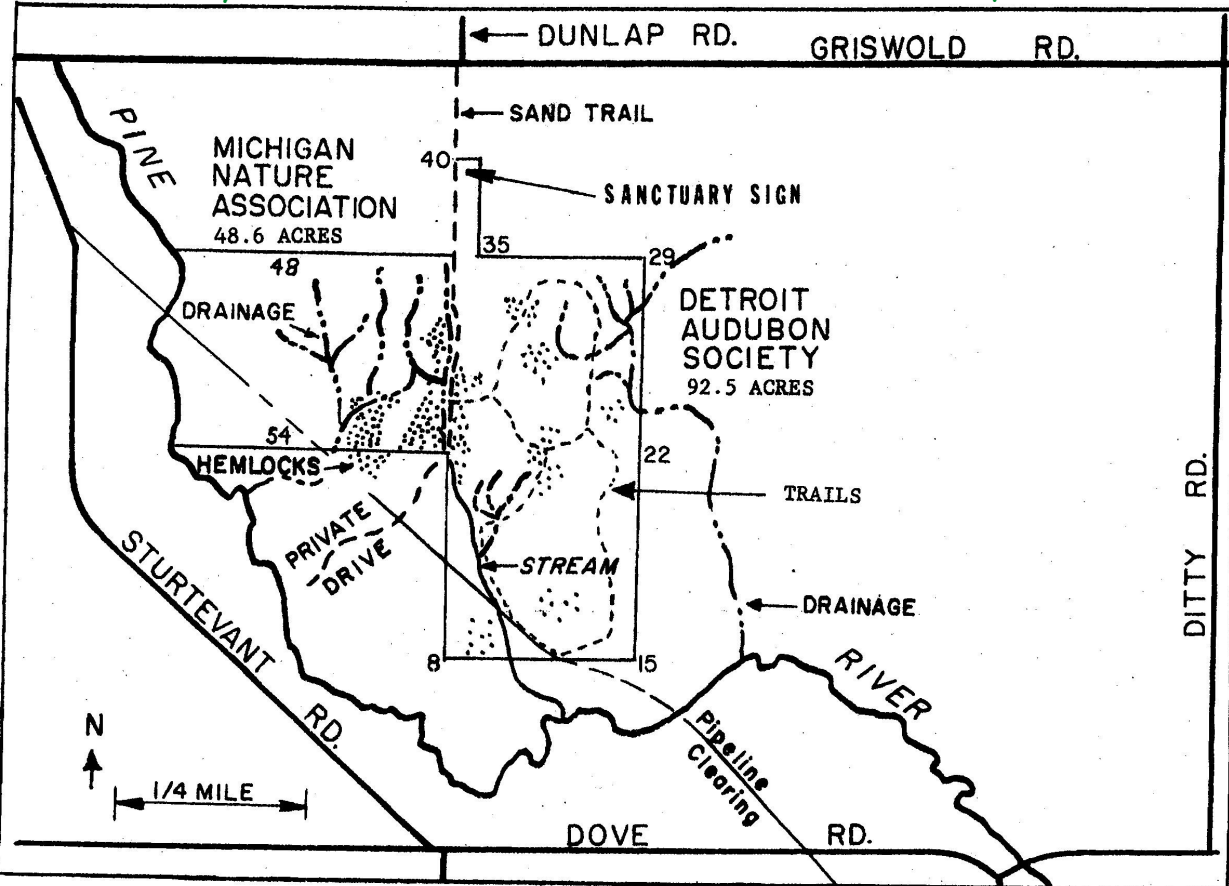 DUNLAP RD.
GRISWOLD RD.
PINE
SAND TRAIL
MICHIGAN
NATURE
ASSOCIATION
48.6 ACRES
40
SANCTUARY SIGN
35
29
48
DRAINAGE
DETROIT
AUDUBON
SOCIETY
92.5 ACRES
54
HEMLOCKS
22
TRAILS
PRIVATE
DRIVE
STREAM
STURTEVANT
RD.
DRAINAGE
DITTY RD.
8
15
RIVER
N
1/4 MILE
Pipeline
Clearing
DOVE RD.